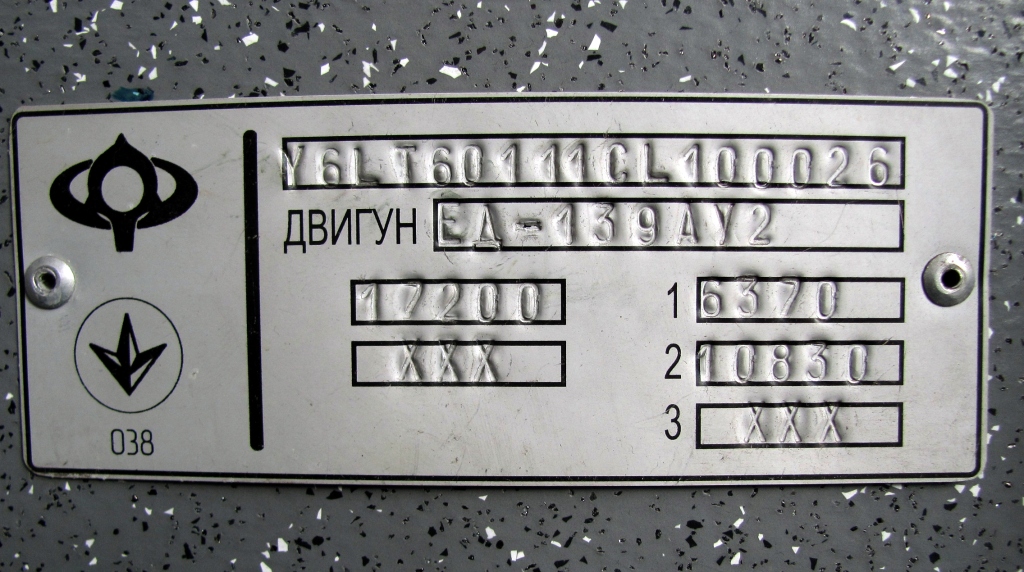 Y6LT60111CL100026
ДВИГУН ЕД-139АУ2
17200
1 6370
XXX
2 10830
3 XXX
038